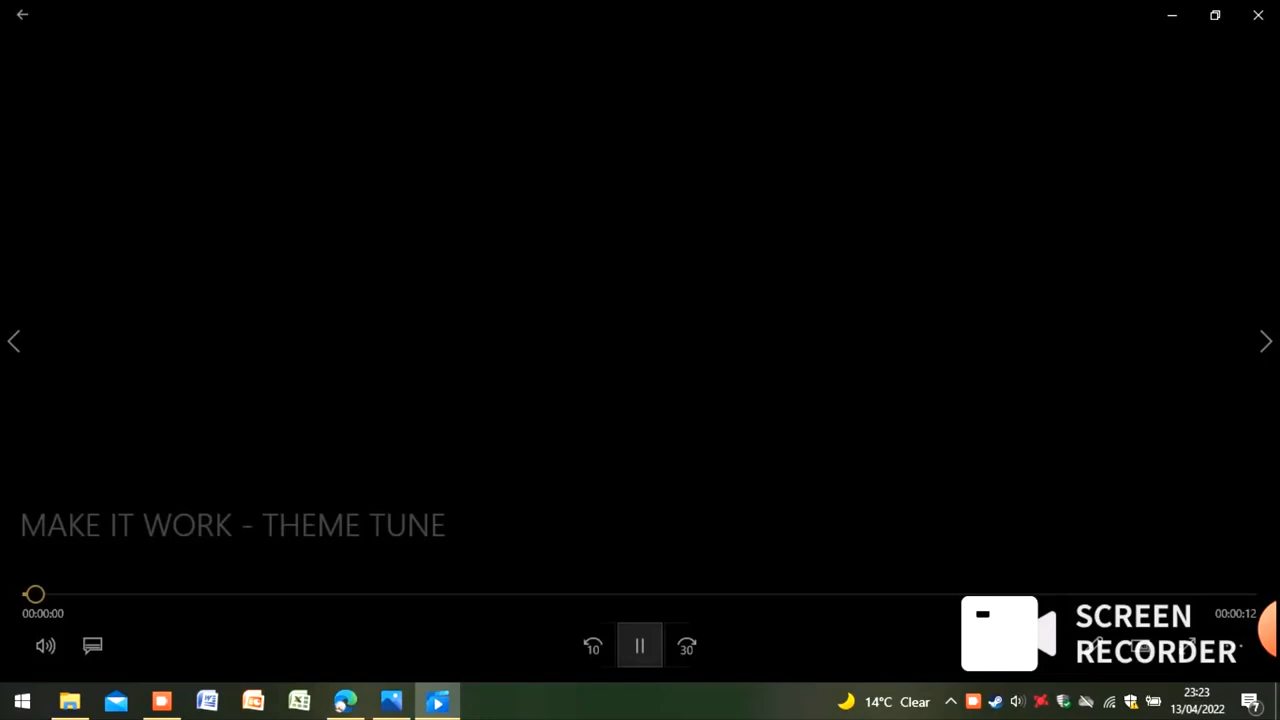 MAKE IT WORK - THEME TUNE
00:00:00
00:00:12
10
30
SCREEN
RECORDER
14°C Clear
23:23
13/04/2022
7